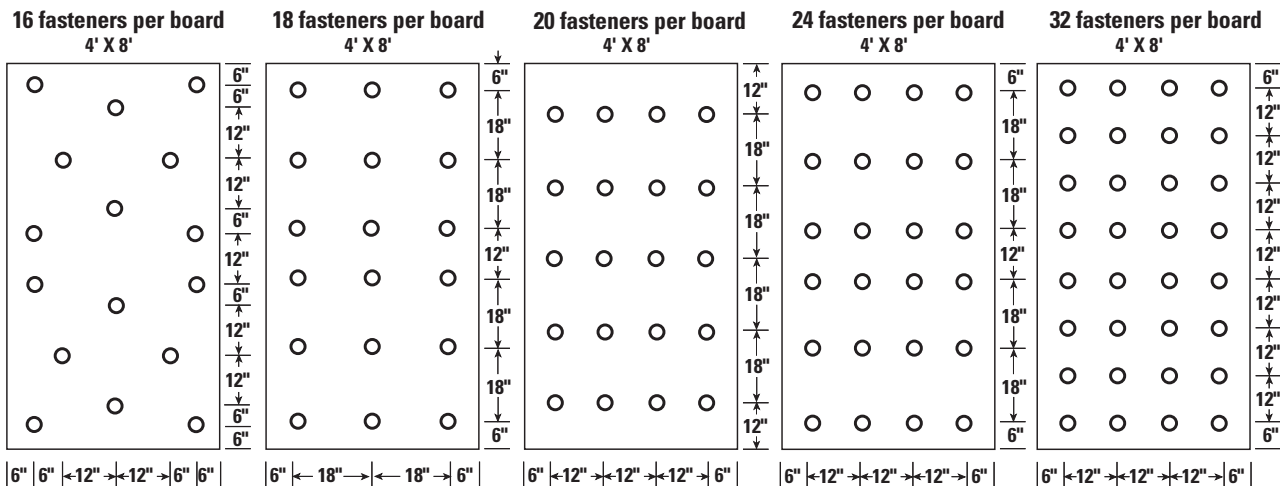 16 fasteners per board
4' X 8'
6"
6"
12"
12"
6"
12"
6"
12"
12"
6"
6"
6" 6" 12" 12" 6" 6"
18 fasteners per board
4' X 8'
6"
18"
18"
12"
18"
18"
6"
6" 18" 18" 6"
20 fasteners per board
4' X 8'
12"
18"
18"
18"
18"
12"
6" 12" 12" 12" 6"
24 fasteners per board
4' X 8'
6"
18"
18"
12"
18"
18"
6"
6" 12" 12" 12" 6"
32 fasteners per board
4' X 8'
6"
12"
12"
12"
12"
12"
12"
12"
6"
6" 12" 12" 12" 6"